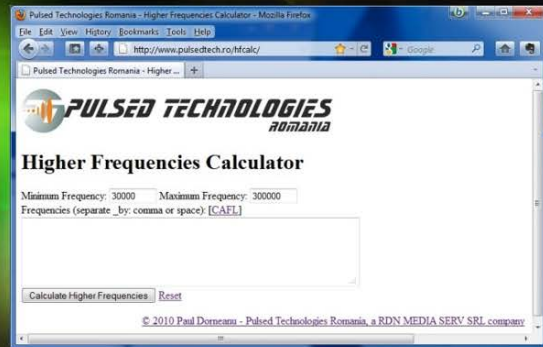 Pulsed Technologies Romania - Higher Frequencies Calculator - Mozilla Firefox
File Edit View History Bookmarks Tools Help
http://www.pulsedtech.ro/hfcalc/
Google
Pulsed Technologies Romania - Higher ...
PULSED TECHNOLOGIES
ROMANIA
Higher Frequencies Calculator
Minimum Frequency: 30000 Maximum Frequency: 300000
Frequencies (separate _by: comma or space): [CAFL]
Calculate Higher Frequencies Reset
© 2010 Paul Dorneanu - Pulsed Technologies Romania, a RDN MEDIA SERV SRL company